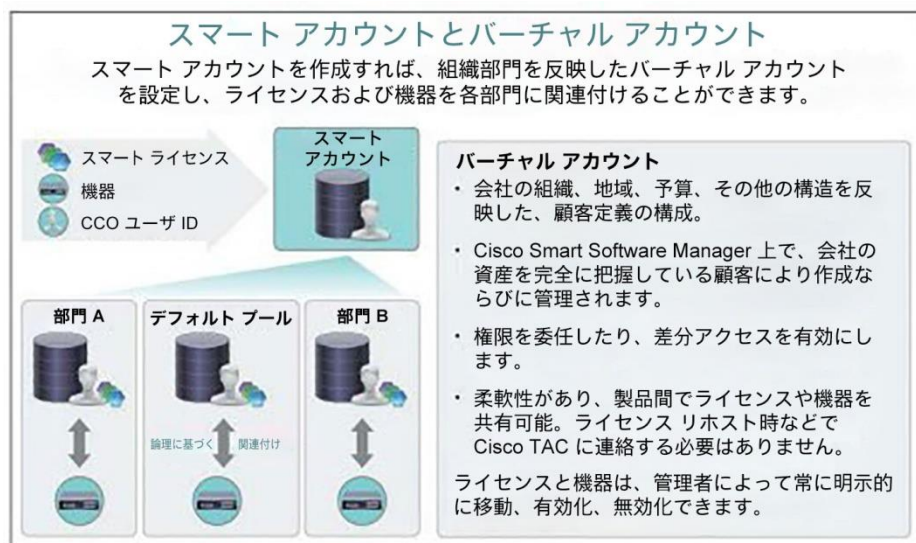 スマート アカウントとバーチャル アカウント
スマート アカウントを作成すれば、組織部門を反映したバーチャル アカウント
を設定し、ライセンスおよび機器を各部門に関連付けることができます。
スマート ライセンス
機器
CCO ユーザ ID
スマート
アカウント
部門 A
デフォルト プール
部門 B
論理に基づく 関連付け
バーチャル アカウント
・ 会社の組織、地域、予算、その他の構造を反
映した、顧客定義の構成。
・ Cisco Smart Software Manager 上で、会社の
資産を完全に把握している顧客により作成な
らびに管理されます。
・ 権限を委任したり、差分アクセスを有効にし
ます。
・ 柔軟性があり、製品間でライセンスや機器を
共有可能。ライセンス リホスト時などで
Cisco TAC に連絡する必要はありません。
ライセンスと機器は、管理者によって常に明示的
に移動、有効化、無効化できます。